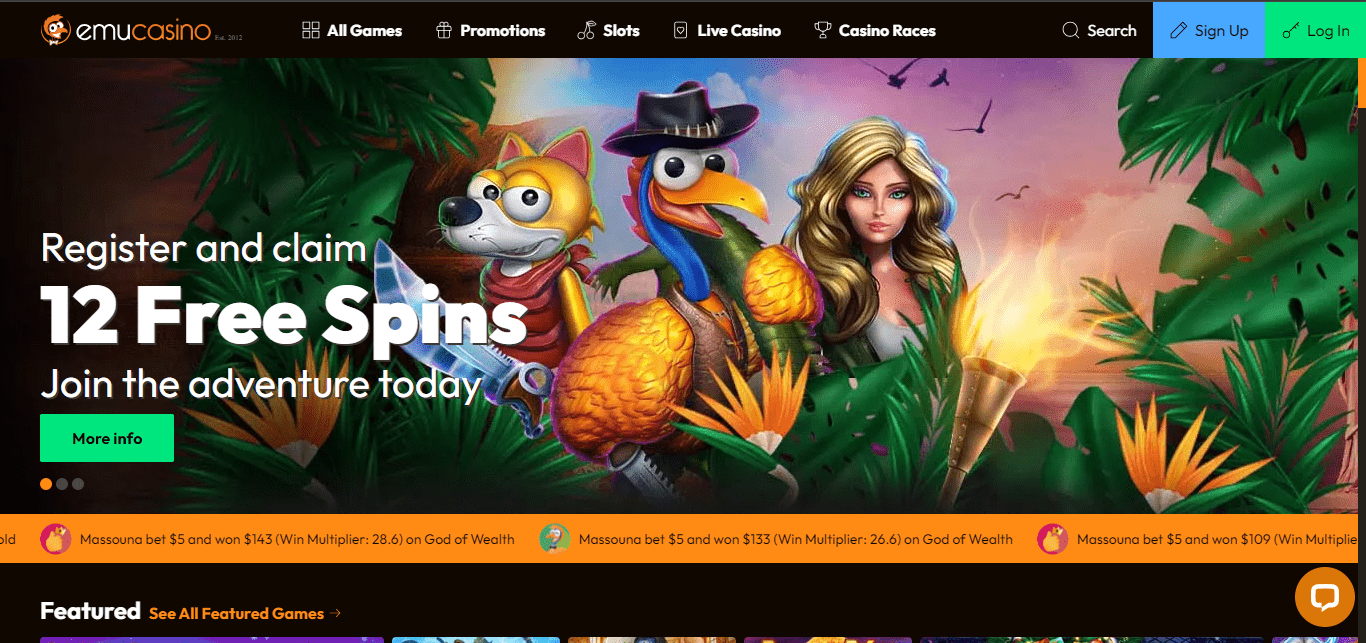 emucasino Est. 2012
All Games
Promotions
Slots
Live Casino
Casino Races
Search
Sign Up
Log In
Register and claim
12 Free Spins
Join the adventure today
More info
old
Massouna bet $5 and won $143 (Win Multiplier: 28.6) on God of Wealth
Massouna bet $5 and won $133 (Win Multiplier: 26.6) on God of Wealth
Massouna bet $5 and won $109 (Win Multiplie
Featured
See All Featured Games →